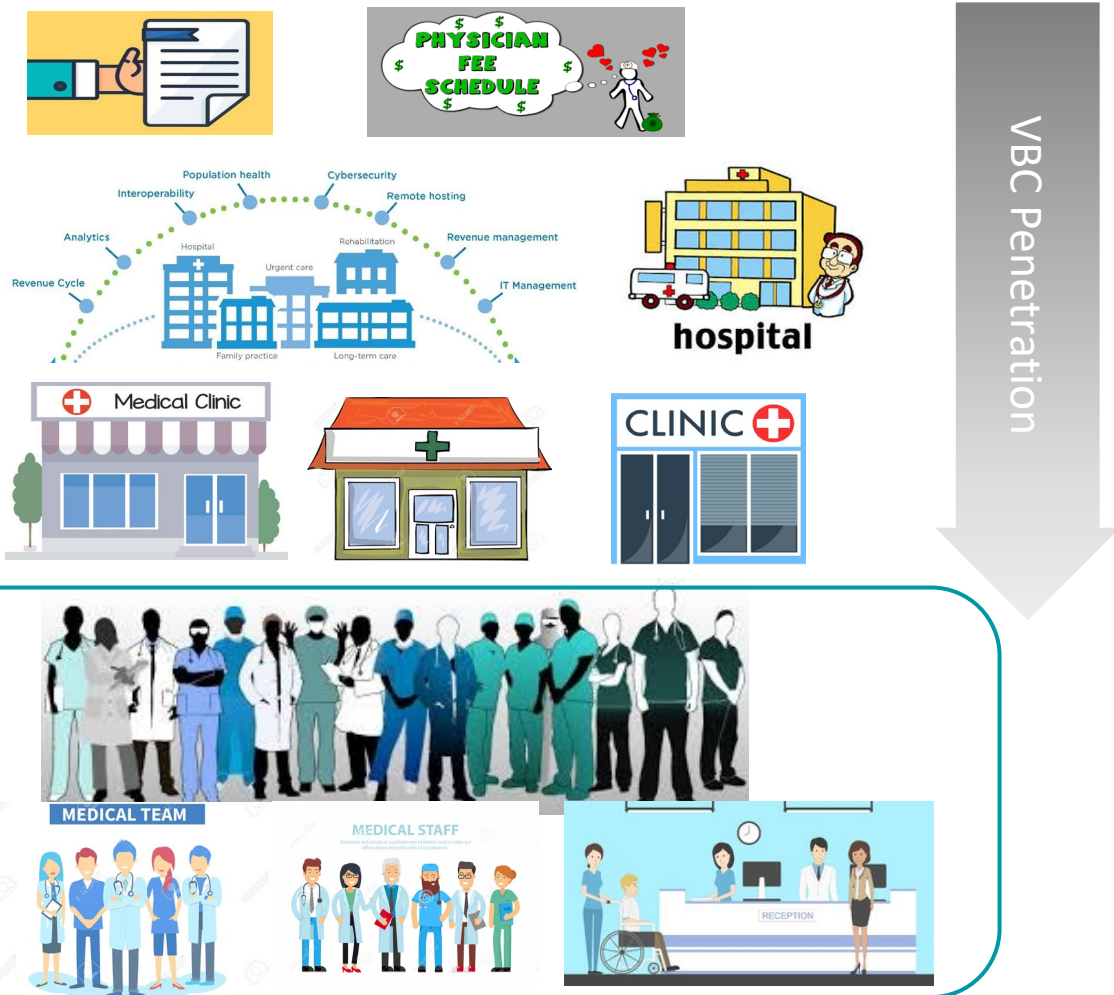 PHYSICIAN
FEE
SCHEDULE
VBC Penetration
Population health
Cybersecurity
Interoperability
Remote hosting
Analytics
Hospital
Rehabilitation
Revenue management
Urgent care
Revenue Cycle
IT Management
Family practice
Long-term care
hospital
Medical Clinic
CLINIC
MEDICAL TEAM
MEDICAL STAFF
RECEPTION